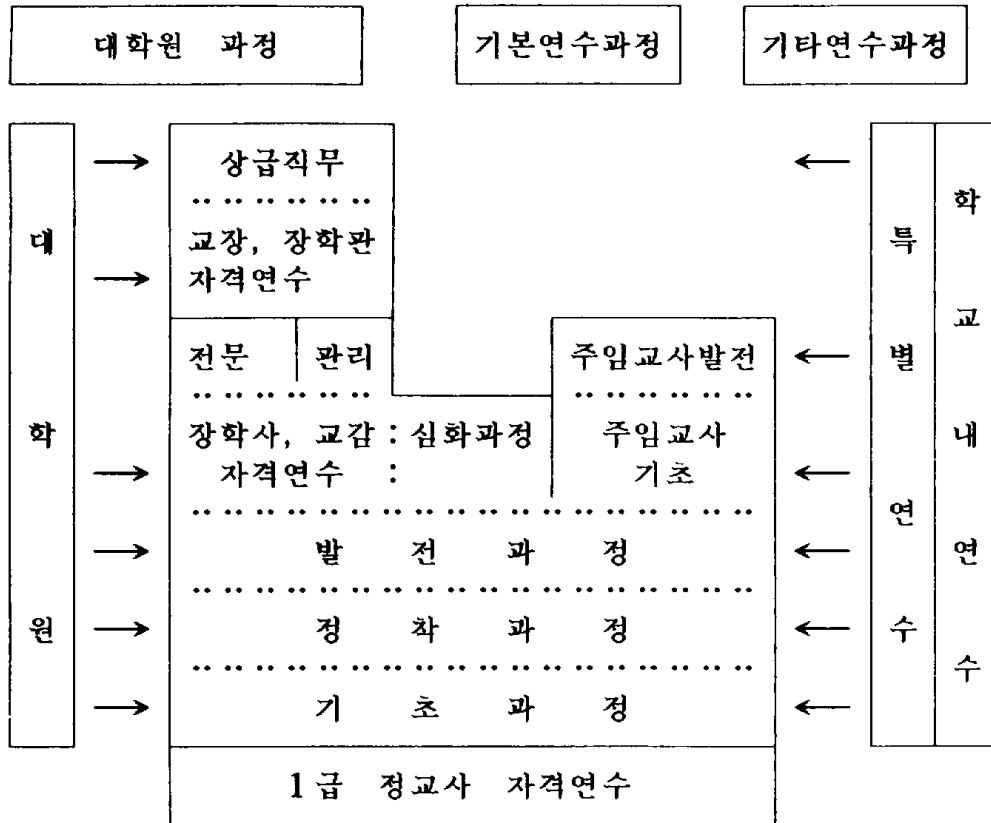 대학원 과정
기본연수과정
기타연수과정
대학원
상급직무
교장, 장학관
자격연수
전문 관리
장학사, 교감 : 심화과정
자격연수 :
주임교사발전
주임교사
기초
발 전 과 정
정 착 과 정
기 초 과 정
1급 정교사 자격연수
특별연수
학교내연수